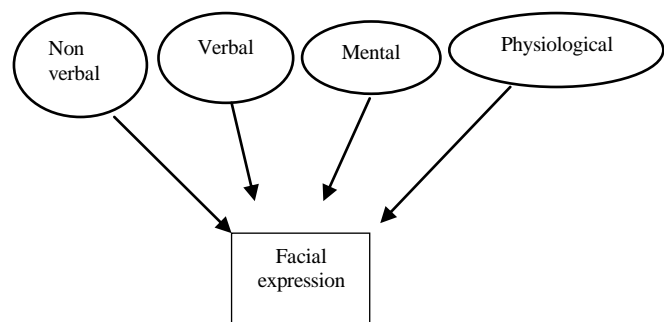 Non
verbal
Verbal
Mental
Physiological
Facial
expression